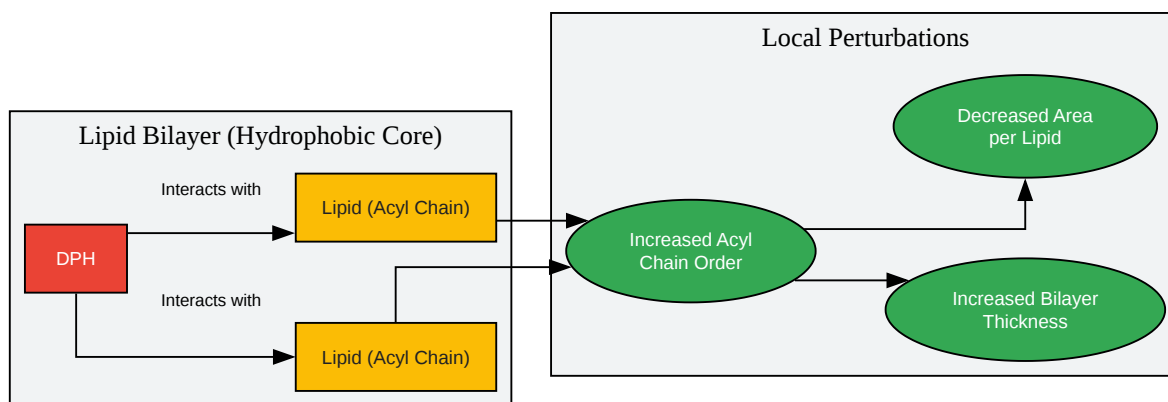 Local Perturbations
Lipid Bilayer (Hydrophobic Core)
Decreased Area
per Lipid
Interacts with
Lipid (Acyl Chain)
DPH
Increased Acyl
Chain Order
Interacts with
Lipid (Acyl Chain)
Increased Bilayer
Thickness